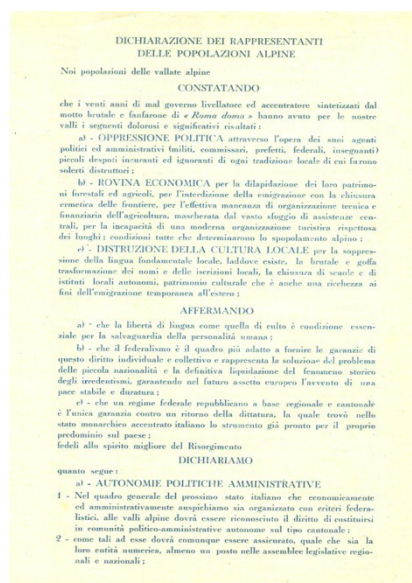 DICHIARAZIONE DEI RAPPRESENTANTI
DELLE POPOLAZIONI ALPINE
Noi popolazioni delle vallate alpine
CONSTATANDO
che i venti anni di mal governo livellatore ed accentratore sintetizzati dal
motto brutale e fanfarone di « Roma doma » hanno avuto per le nostre
valli i seguenti dolorosi e significativi risultati :
a) - OPPRESSIONE POLITICA attraverso l'opera dei suoi agenti
politici ed amministrativi (militi, commissari, prefetti, federali, insegnanti)
piccoli despoti incuranti ed ignoranti di ogni tradizione locale di cui furono
solerti distruttori ;
b) - ROVINA ECONOMICA per la dilapidazione dei loro patrimo-
ni forestali ed agricoli, per l'interdizione della emigrazione con la chiusura
ermetica delle frontiere, per l'effettiva mancanza di organizzazione tecnica e
finanziaria dell'agricoltura, mascherata dal vasto sfoggio di assistenze cen-
trali, per la incapacità di una moderna organizzazione turistica rispettosa
dei luoghi ; condizioni tutte che determinarono lo spopolamento alpino ;
c) - DISTRUZIONE DELLA CULTURA LOCALE per la soppres-
sione della lingua fondamentale locale, laddove esiste, la brutale e goffa
trasformazione dei nomi e delle iscrizioni locali, la chiusura di scuole e di
istituti locali autonomi, patrimonio culturale che è anche una ricchezza ai
fini dell'emigrazione temporanea all'estero ;
AFFERMANDO
a) - che la libertà di lingua come quella di culto è condizione essen-
ziale per la salvaguardia della personalità umana ;
b) - che il federalismo è il quadro più adatto a fornire le garanzie di
questo diritto individuale e collettivo e rappresenta la soluzione del problema
delle piccola nazionalità e la definitiva liquidazione del fenomeno storico
degli irredentismi, garantendo nel futuro assetto europeo l'avvento di una
pace stabile e duratura ;
c) - che un regime federale repubblicano a base regionale e cantonale
è l'unica garanzia contro un ritorno della dittatura, la quale trovò nello
stato monarchico accentrato italiano lo strumento già pronto per il proprio
predominio sul paese ;
fedeli allo spirito migliore del Risorgimento
DICHIARIAMO
quanto segue :
a) - AUTONOMIE POLITICHE AMMINISTRATIVE
1 - Nel quadro generale del prossimo stato italiano che economicamente
ed amministrativamente auspichiamo sia organizzato con criteri federa-
listici, alle valli alpine dovrà essere riconosciuto il diritto di costituirsi
in comunità politico-amministrative autonome sul tipo cantonale ;
2 - come tali ad esse dovrà comunque essere assicurato, quale che sia la
loro entità numerica, almeno un posto nelle assemblee legislative regio-
nali e nazionali ;